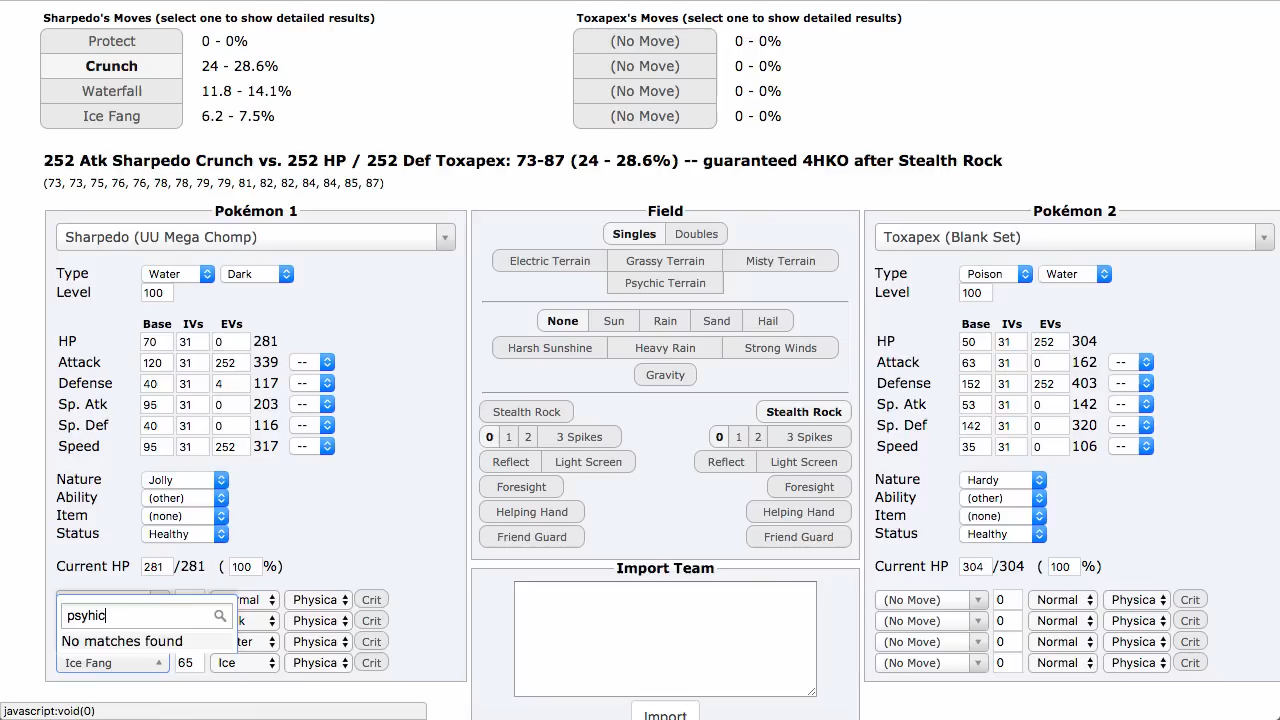 Sharpedo's Moves (select one to show detailed results)
Protect 0 - 0%
Crunch 24 - 28.6%
Waterfall 11.8 - 14.1%
Ice Fang 6.2 - 7.5%
Toxapex's Moves (select one to show detailed results)
(No Move) 0 - 0%
(No Move) 0 - 0%
(No Move) 0 - 0%
(No Move) 0 - 0%
252 Atk Sharpedo Crunch vs. 252 HP / 252 Def Toxapex: 73-87 (24 - 28.6%) -- guaranteed 4HKO after Stealth Rock
(73, 73, 75, 76, 76, 78, 78, 79, 79, 81, 82, 82, 84, 84, 85, 87)
Pokémon 1
Sharpedo (UU Mega Chomp)
Type Water Dark
Level 100
Base IVs EVs
HP 70 31 0 281
Attack 120 31 252 339 --
Defense 40 31 4 117 --
Sp. Atk 95 31 0 203 --
Sp. Def 40 31 0 116 --
Speed 95 31 252 317 --
Nature Jolly
Ability (other)
Item (none)
Status Healthy
Current HP 281 /281 ( 100 %)
mal Physica Crit
psyhic k Physica Crit
No matches found ter Physica Crit
Ice Fang 65 Ice Physica Crit
Field
Singles Doubles
Electric Terrain Grassy Terrain Misty Terrain
Psychic Terrain
None Sun Rain Sand Hail
Harsh Sunshine Heavy Rain Strong Winds
Gravity
Stealth Rock Stealth Rock
0 1 2 3 Spikes 0 1 2 3 Spikes
Reflect Light Screen Reflect Light Screen
Foresight Foresight
Helping Hand Helping Hand
Friend Guard Friend Guard
Import Team
Import
Pokémon 2
Toxapex (Blank Set)
Type Poison Water
Level 100
Base IVs EVs
HP 50 31 252 304
Attack 63 31 0 162 --
Defense 152 31 252 403 --
Sp. Atk 53 31 0 142 --
Sp. Def 142 31 0 320 --
Speed 35 31 0 106 --
Nature Hardy
Ability (other)
Item (none)
Status Healthy
Current HP 304 /304 ( 100 %)
(No Move) 0 Normal Physica Crit
(No Move) 0 Normal Physica Crit
(No Move) 0 Normal Physica Crit
(No Move) 0 Normal Physica Crit
javascript:void(0)